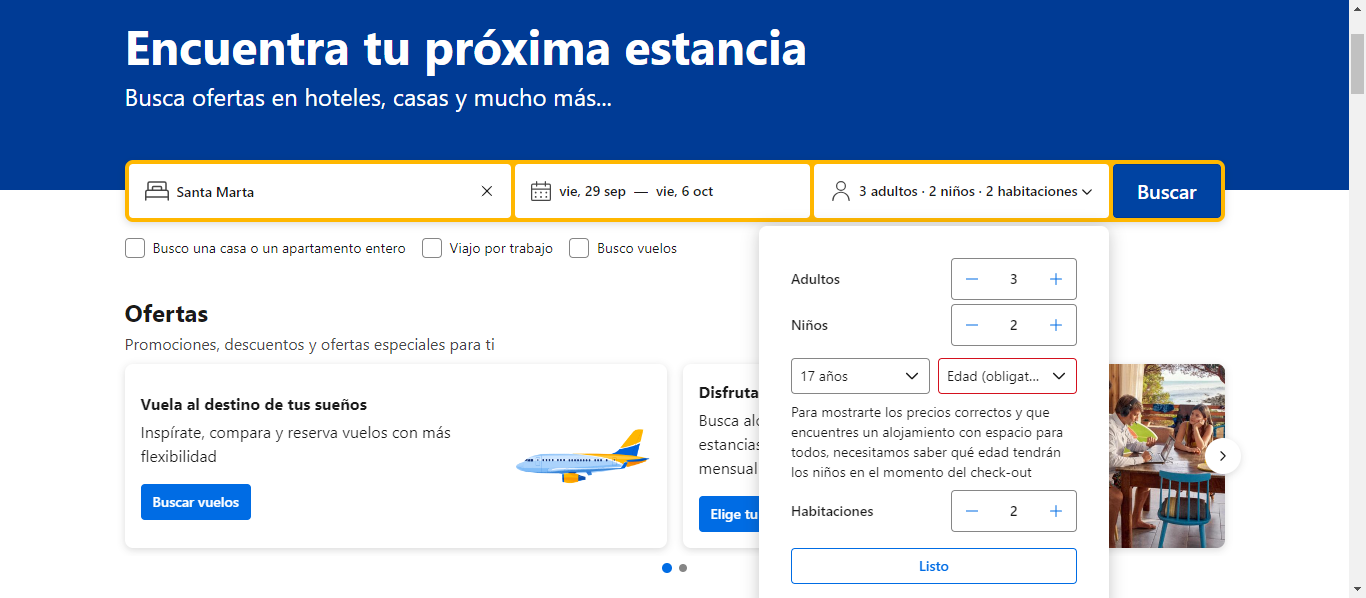 Encuentra tu próxima estancia
Busca ofertas en hoteles, casas y mucho más...
Santa Marta
vie, 29 sep — vie, 6 oct
3 adultos · 2 niños · 2 habitaciones
Buscar
Busco una casa o un apartamento entero
Viajo por trabajo
Busco vuelos
Adultos
3
Niños
2
17 años
Edad (obligat...
Para mostrarte los precios correctos y que
encuentres un alojamiento con espacio para
todos, necesitamos saber qué edad tendrán
los niños en el momento del check-out
Habitaciones
2
Listo
Ofertas
Promociones, descuentos y ofertas especiales para ti
Vuela al destino de tus sueños
Inspírate, compara y reserva vuelos con más
flexibilidad
Buscar vuelos
Disfruta
Busca
estancias
mensual
Elige tu